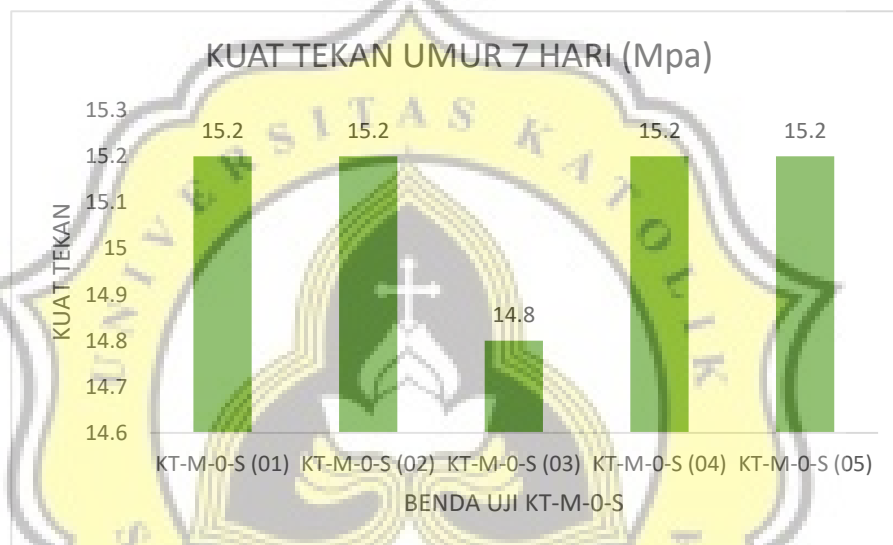 KUAT TEKAN UMUR 7 HARI (Mpa)
UNIVERSITAS KATOLIK
KUAT TEKAN
15.3
15.2
15.1
15
14.9
14.8
14.7
14.6
15.2
15.2
14.8
15.2
15.2
KT-M-0-S (01) KT-M-0-S (02) KT-M-0-S (03) KT-M-0-S (04) KT-M-0-S (05)
BENDA UJI KT-M-0-S